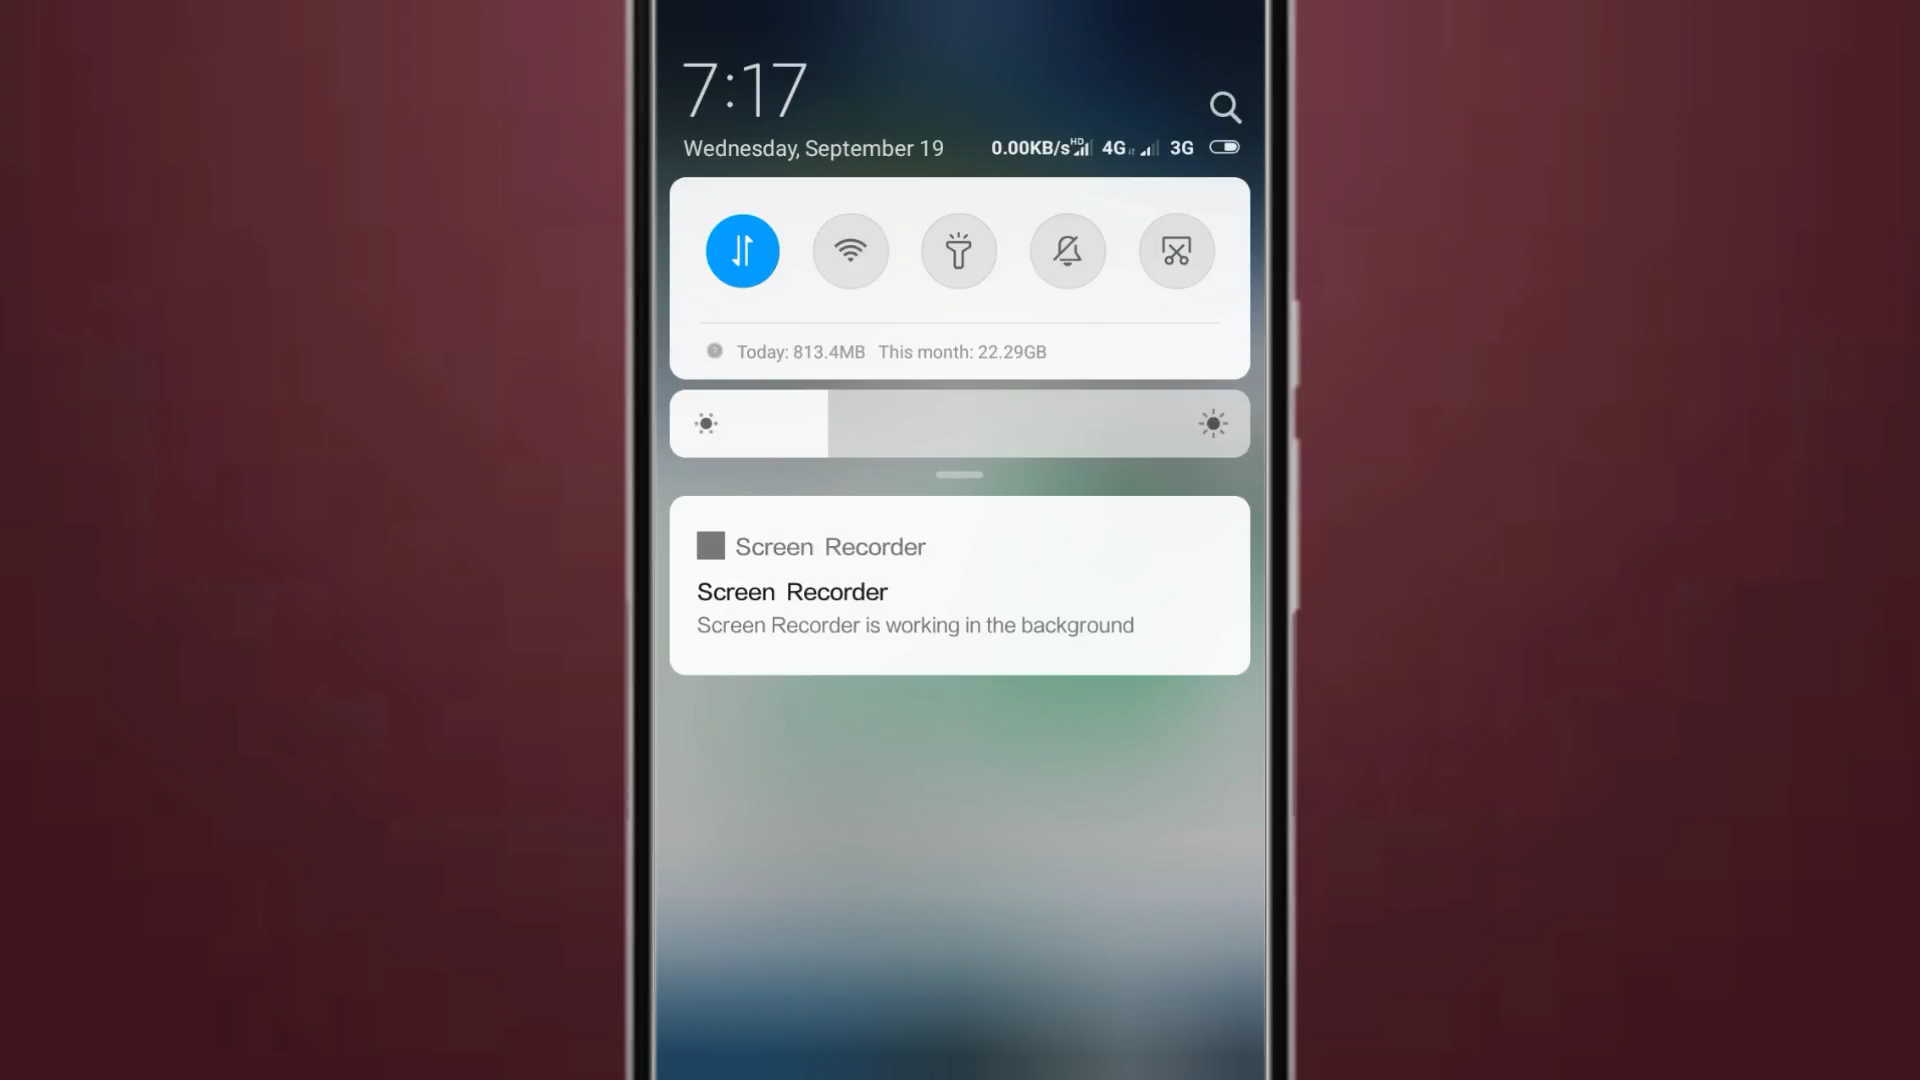 7:17
Wednesday, September 19 0.00KB/s HD 4G 3G
Today: 813.4MB This month: 22.29GB
Screen Recorder
Screen Recorder
Screen Recorder is working in the background